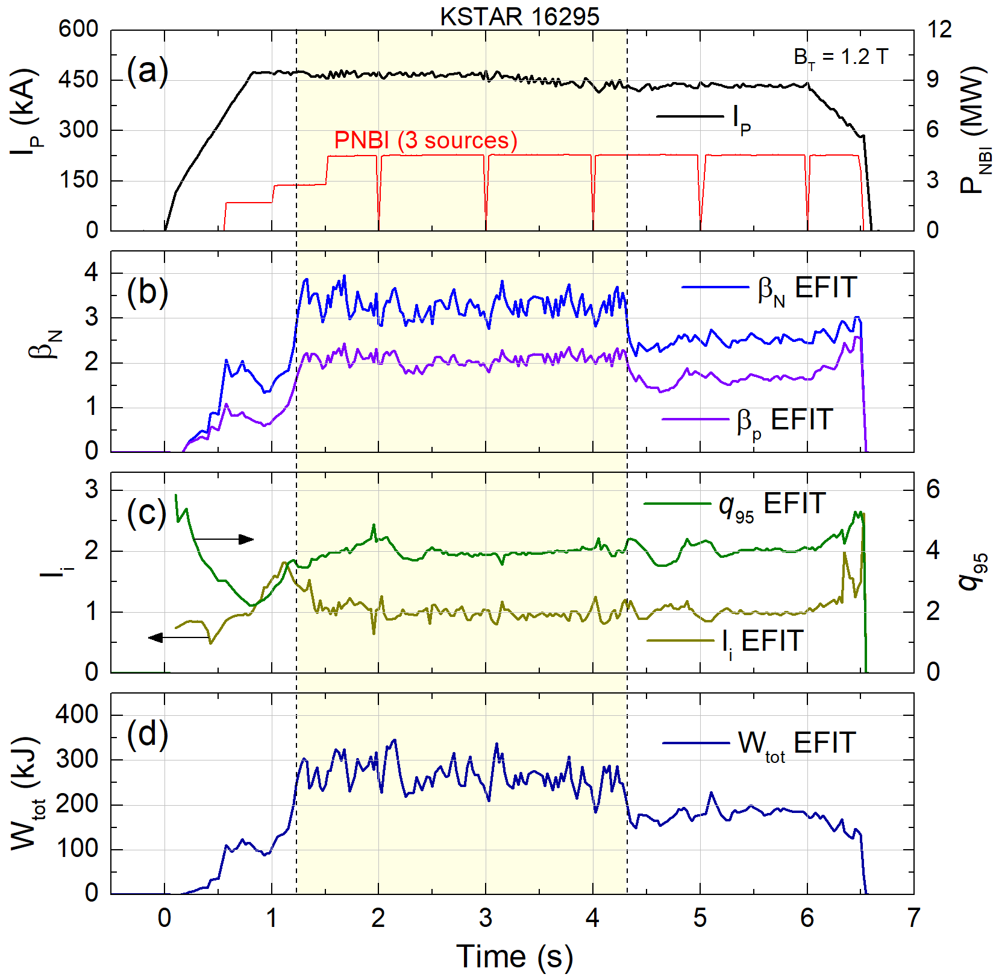 KSTAR 16295
600
450
300
150
0
I_P (kA)
(a)
B_T = 1.2 T
I_P
PNBI (3 sources)
12
9
6
3
0
P_NBI (MW)
4
3
2
1
0
β_N
(b)
β_N EFIT
β_p EFIT
3
2
1
0
l_i
(c)
q_95 EFIT
l_i EFIT
6
4
2
0
q_95
400
300
200
100
0
W_tot (kJ)
(d)
W_tot EFIT
0 1 2 3 4 5 6 7
Time (s)